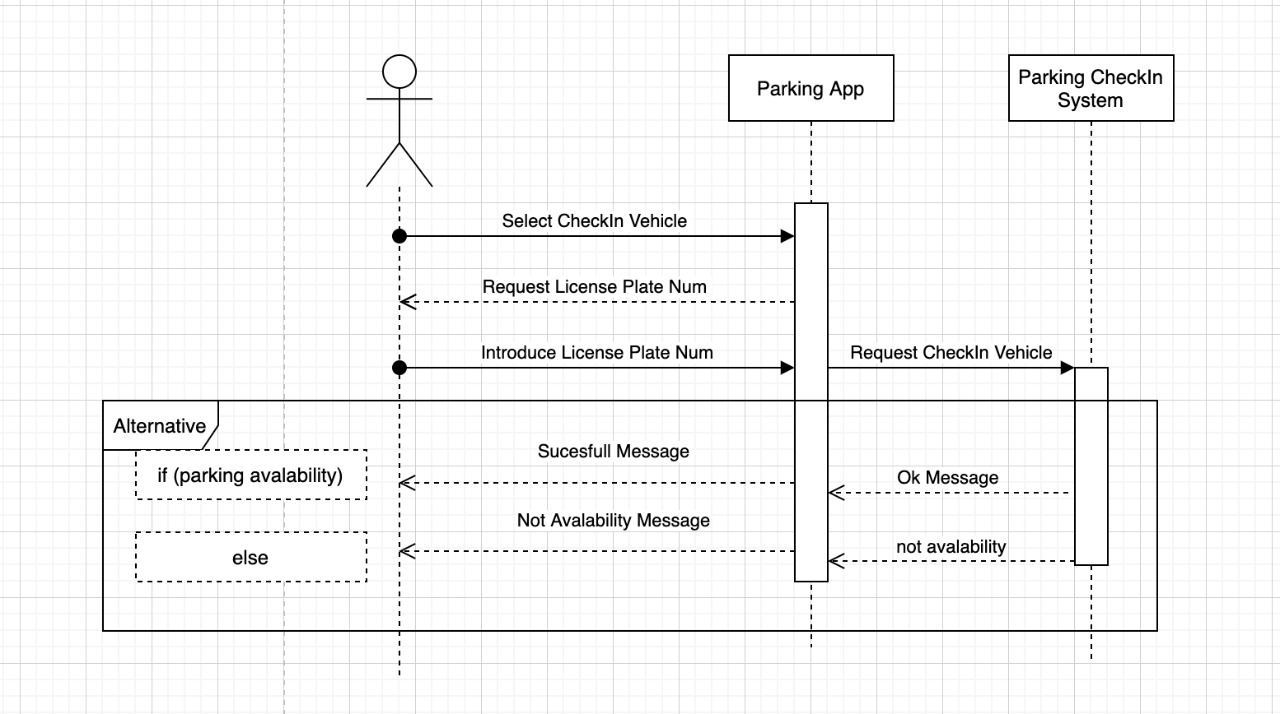 Parking App
Parking CheckIn
System
Select CheckIn Vehicle
Request License Plate Num
Introduce License Plate Num
Request CheckIn Vehicle
Alternative
if (parking avalability)
Sucesfull Message
Ok Message
Not Avalability Message
else
not avalability